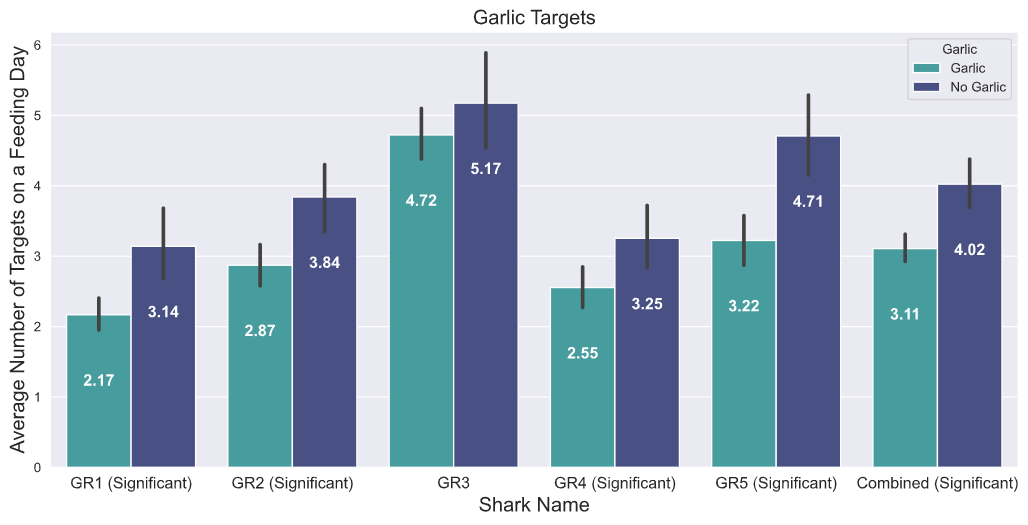 Garlic Targets
Average Number of Targets on a Feeding Day
6
5
4
3
2
1
0
Garlic
Garlic
No Garlic
2.17
3.14
2.87
3.84
4.72
5.17
2.55
3.25
3.22
4.71
3.11
4.02
GR1 (Significant)
GR2 (Significant)
GR3
GR4 (Significant)
GR5 (Significant)
Combined (Significant)
Shark Name